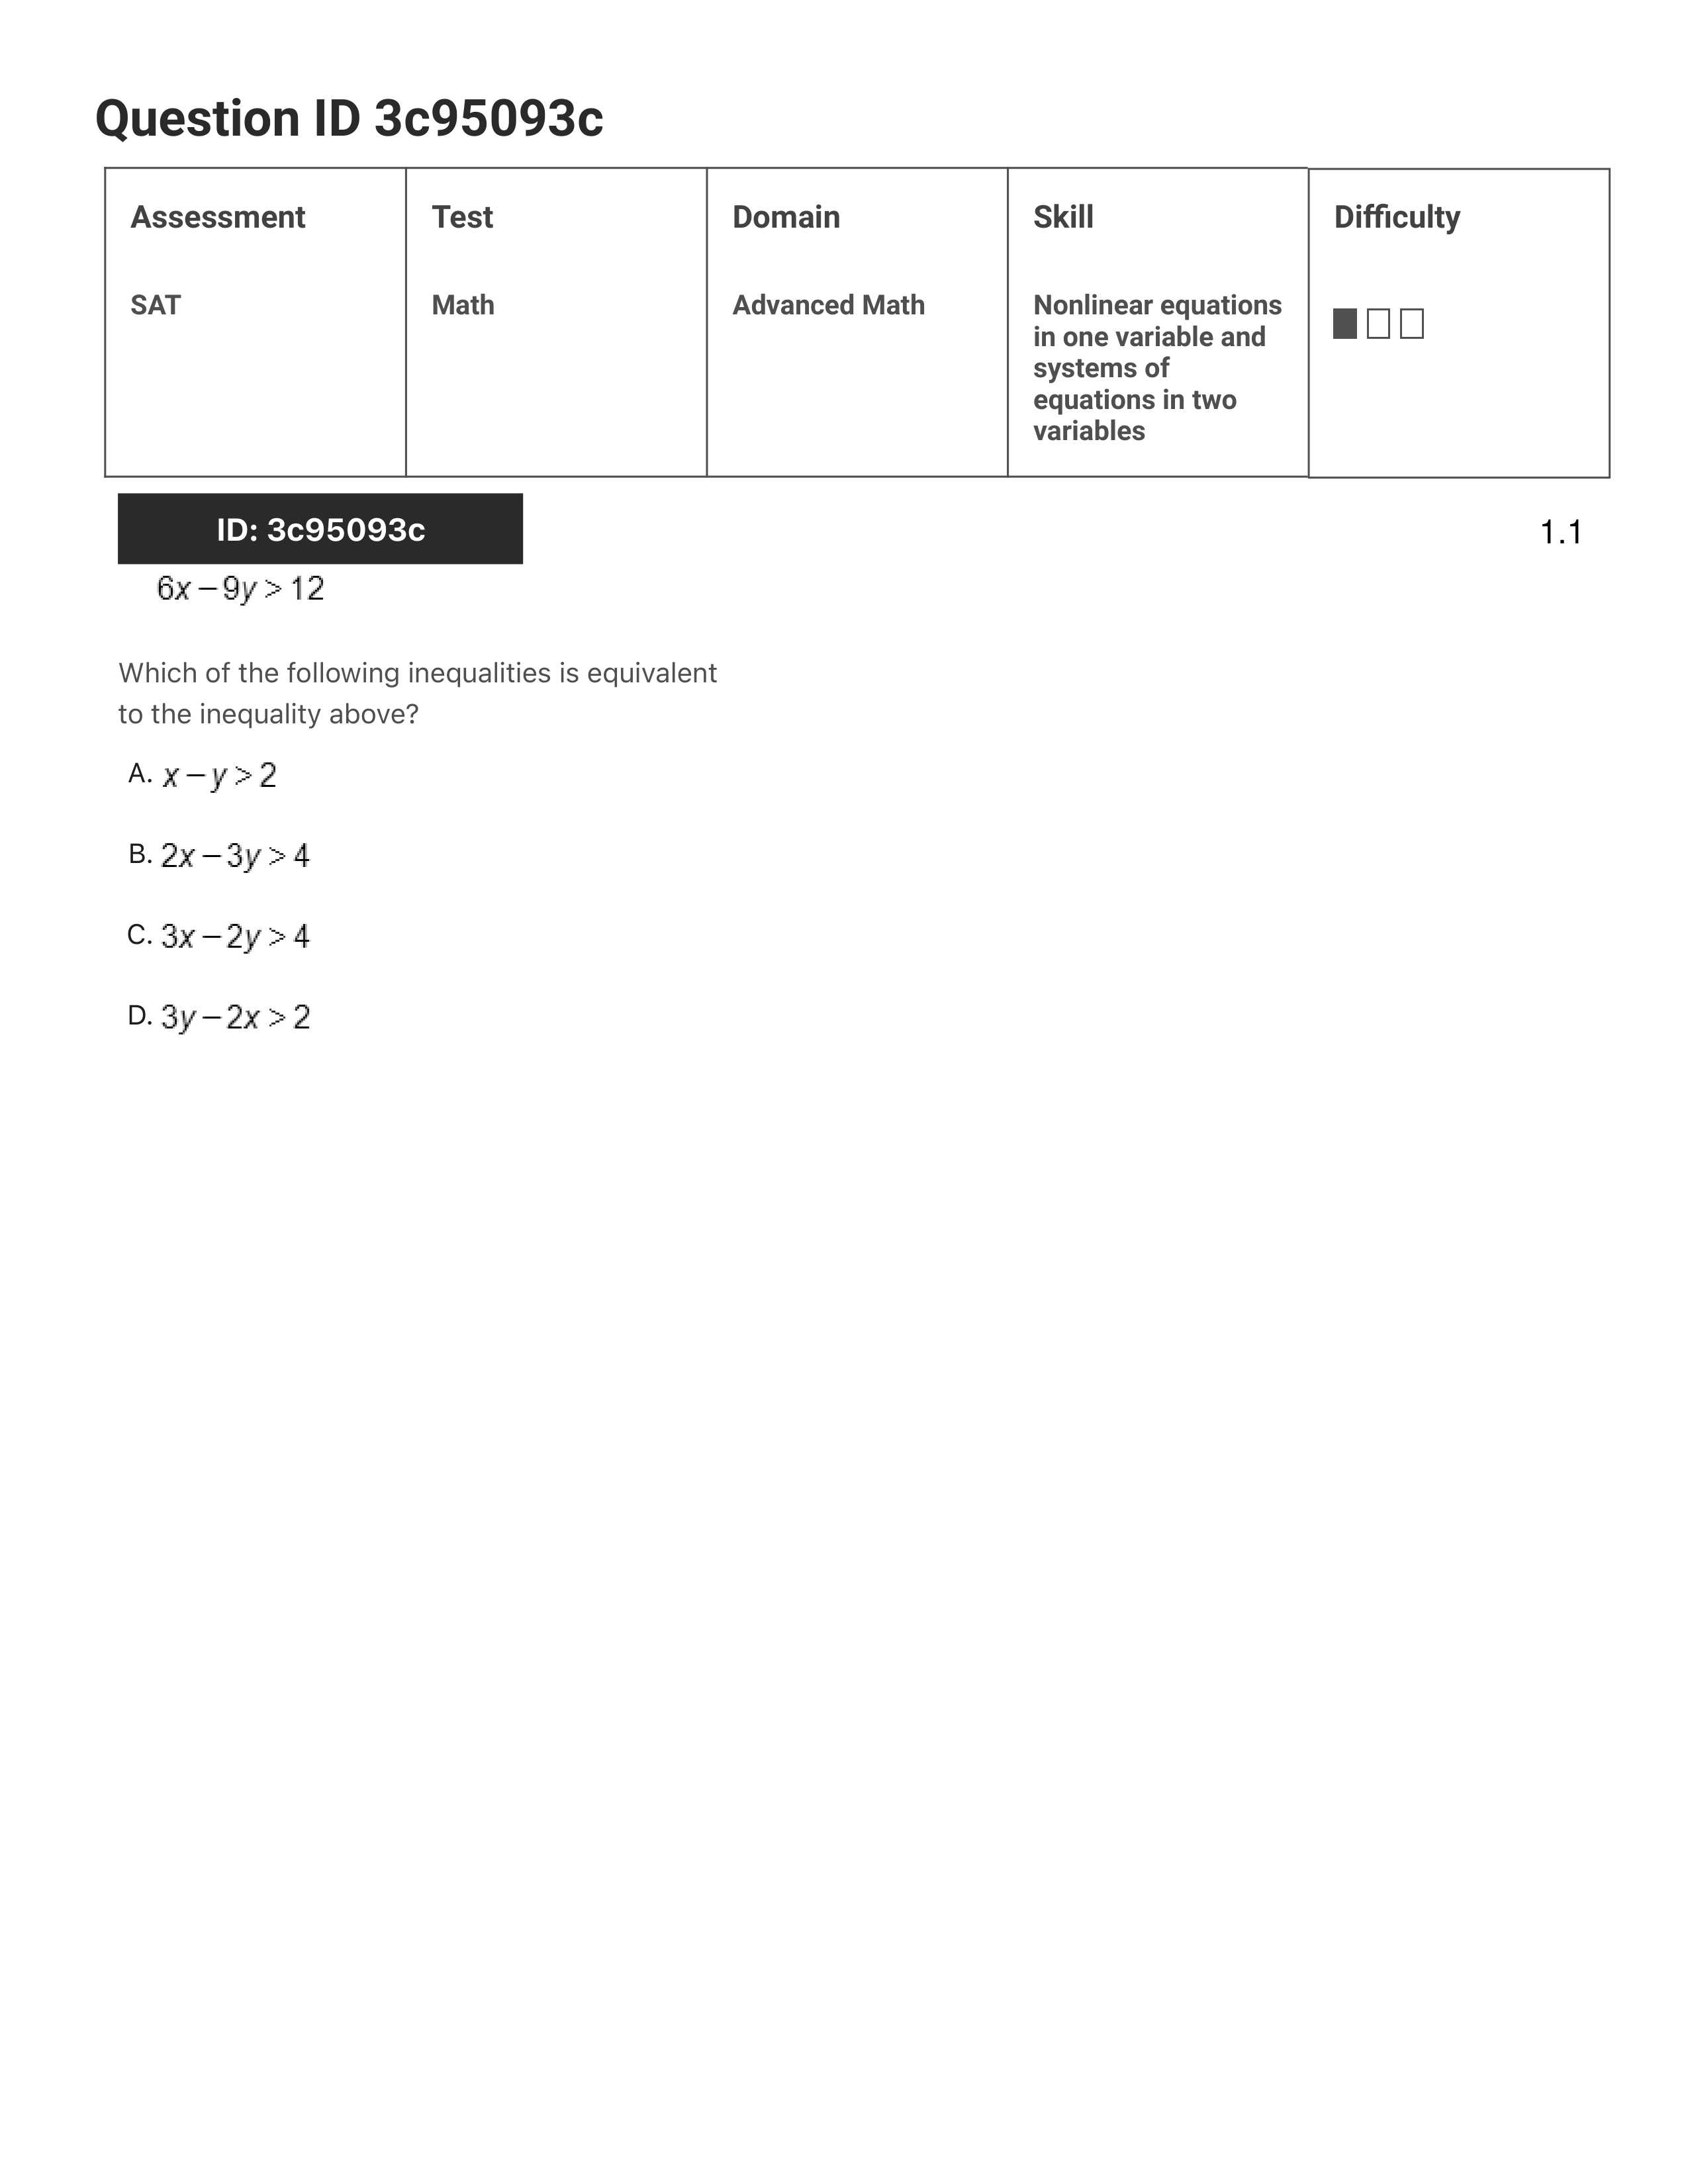 Question ID 3c95093c
Assessment
Test
Domain
Skill
Difficulty
SAT
Math
Advanced Math
Nonlinear equations
in one variable and
systems of
equations in two
variables
ID: 3c95093c
1.1
6x – 9y > 12
Which of the following inequalities is equivalent
to the inequality above?
A. x – y > 2
B. 2x – 3y > 4
C. 3x – 2y > 4
D. 3y – 2x > 2